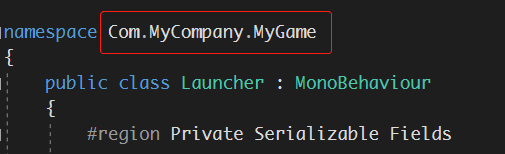 namespace Com.MyCompany.MyGame
{
public class Launcher : MonoBehaviour
{
#region Private Serializable Fields